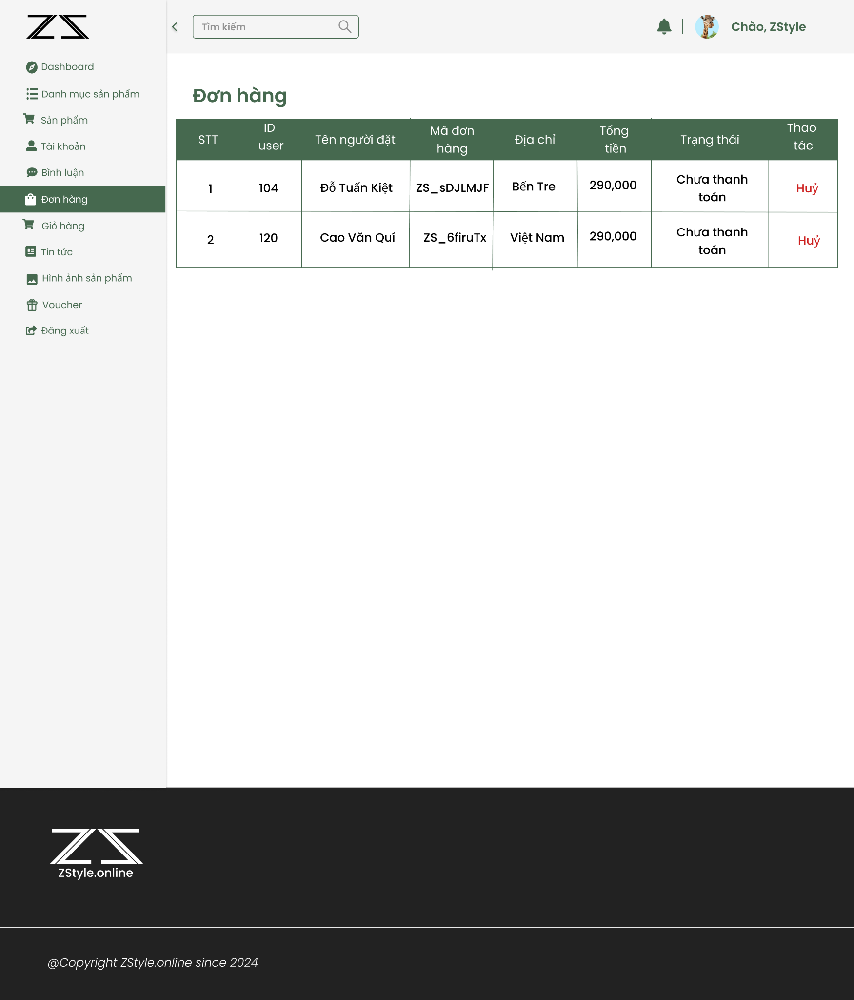 ZS
Tìm kiếm
Chào, ZStyle
Dashboard
Danh mục sản phẩm
Sản phẩm
Tài khoản
Bình luận
Đơn hàng
Giỏ hàng
Tin tức
Hình ảnh sản phẩm
Voucher
Đăng xuất
Đơn hàng
STT
ID
user
Tên người đặt
Mã đơn
hàng
Địa chỉ
Tổng
tiền
Trạng thái
Thao
tác
1
104
Đỗ Tuấn Kiệt
ZS_sDJLMJF
Bến Tre
290,000
Chưa thanh
toán
Huỷ
2
120
Cao Văn Quí
ZS_6firuTx
Việt Nam
290,000
Chưa thanh
toán
Huỷ
ZS
ZStyle.online
@Copyright ZStyle.online since 2024